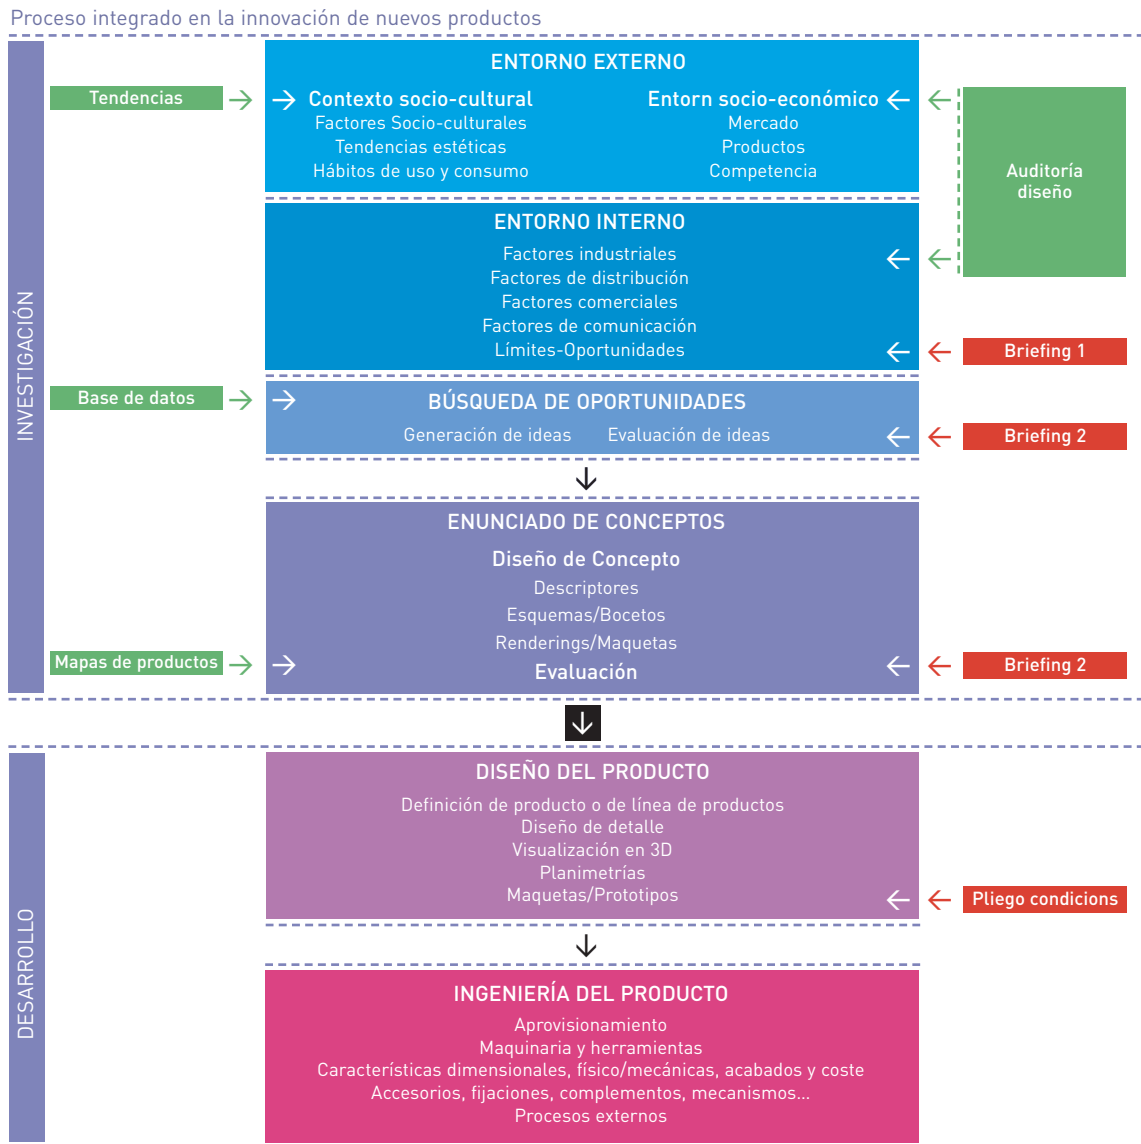 Proceso integrado en la innovación de nuevos productos
INVESTIGACIÓN
ENTORNO EXTERNO
Tendencias
Contexto socio-cultural
Factores Socio-culturales
Tendencias estéticas
Hábitos de uso y consumo
Entorn socio-económico
Mercado
Productos
Competencia
Auditoría
diseño
ENTORNO INTERNO
Factores industriales
Factores de distribución
Factores comerciales
Factores de comunicación
Límites-Oportunidades
Briefing 1
Base de datos
BÚSQUEDA DE OPORTUNIDADES
Generación de ideas
Evaluación de ideas
Briefing 2
ENUNCIADO DE CONCEPTOS
Diseño de Concepto
Descriptores
Esquemas/Bocetos
Renderings/Maquetas
Evaluación
Mapas de productos
Briefing 2
DESARROLLO
DISEÑO DEL PRODUCTO
Definición de producto o de línea de productos
Diseño de detalle
Visualización en 3D
Planimetrías
Maquetas/Prototipos
Pliego condicions
INGENIERÍA DEL PRODUCTO
Aprovisionamiento
Maquinaria y herramientas
Características dimensionales, físico/mecánicas, acabados y coste
Accesorios, fijaciones, complementos, mecanismos...
Procesos externos